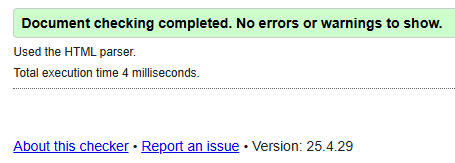 Document checking completed. No errors or warnings to show.
Used the HTML parser.
Total execution time 4 milliseconds.
About this checker • Report an issue • Version: 25.4.29